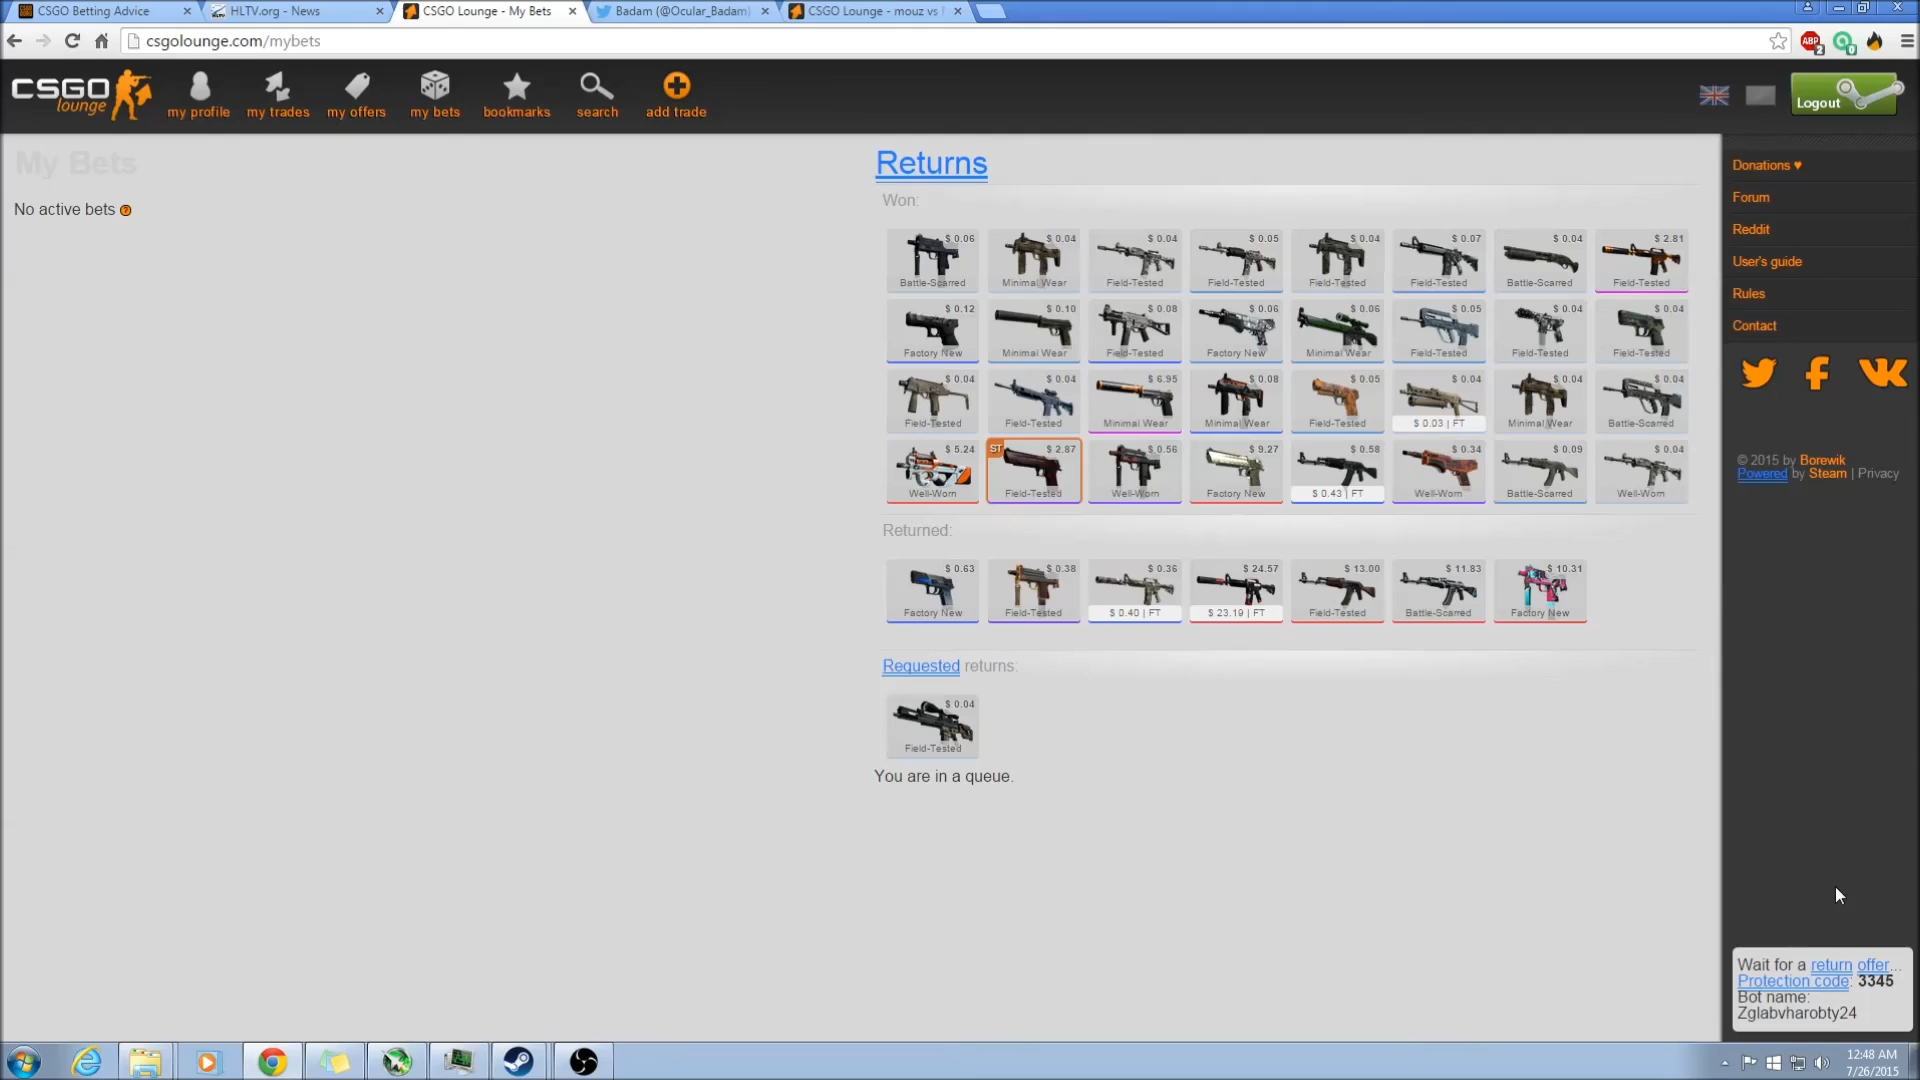 CSGO Betting Advice
HLTV.org - News
CSGO Lounge - My Bets
Badam (@Ocular_Badam)
CSGO Lounge - mouz vs
csgolounge.com/mybets
ABP
2
0
CSGO
lounge
my profile
my trades
my offers
my bets
bookmarks
search
add trade
Logout
My Bets
No active bets ?
Returns
Won:
$ 0.06 $ 0.04 $ 0.04 $ 0.05 $ 0.04 $ 0.07 $ 0.04 $ 2.81
Battle-Scarred Minimal Wear Field-Tested Field-Tested Field-Tested Field-Tested Battle-Scarred Field-Tested
$ 0.12 $ 0.10 $ 0.08 $ 0.06 $ 0.06 $ 0.05 $ 0.04 $ 0.04
Factory New Minimal Wear Field-Tested Factory New Minimal Wear Field-Tested Field-Tested Field-Tested
$ 0.04 $ 0.04 $ 6.95 $ 0.08 $ 0.05 $ 0.04 $ 0.04 $ 0.04
Field-Tested Field-Tested Minimal Wear Minimal Wear Field-Tested $ 0.03 | FT Minimal Wear Battle-Scarred
$ 5.24 ST $ 2.87 $ 0.56 $ 9.27 $ 0.58 $ 0.34 $ 0.09 $ 0.04
Well-Worn Field-Tested Well-Worn Factory New $ 0.43 | FT Well-Worn Battle-Scarred Well-Worn
Returned:
$ 0.63 $ 0.38 $ 0.36 $ 24.57 $ 13.00 $ 11.83 $ 10.31
Factory New Field-Tested $ 0.40 | FT $ 23.19 | FT Field-Tested Battle-Scarred Factory New
Requested returns:
$ 0.04
Field-Tested
You are in a queue.
Donations ♥
Forum
Reddit
User's guide
Rules
Contact
© 2015 by Borewik
Powered by Steam | Privacy
Wait for a return offer...
Protection code: 3345
Bot name:
Zglabvharobty24
12:48 AM
7/26/2015